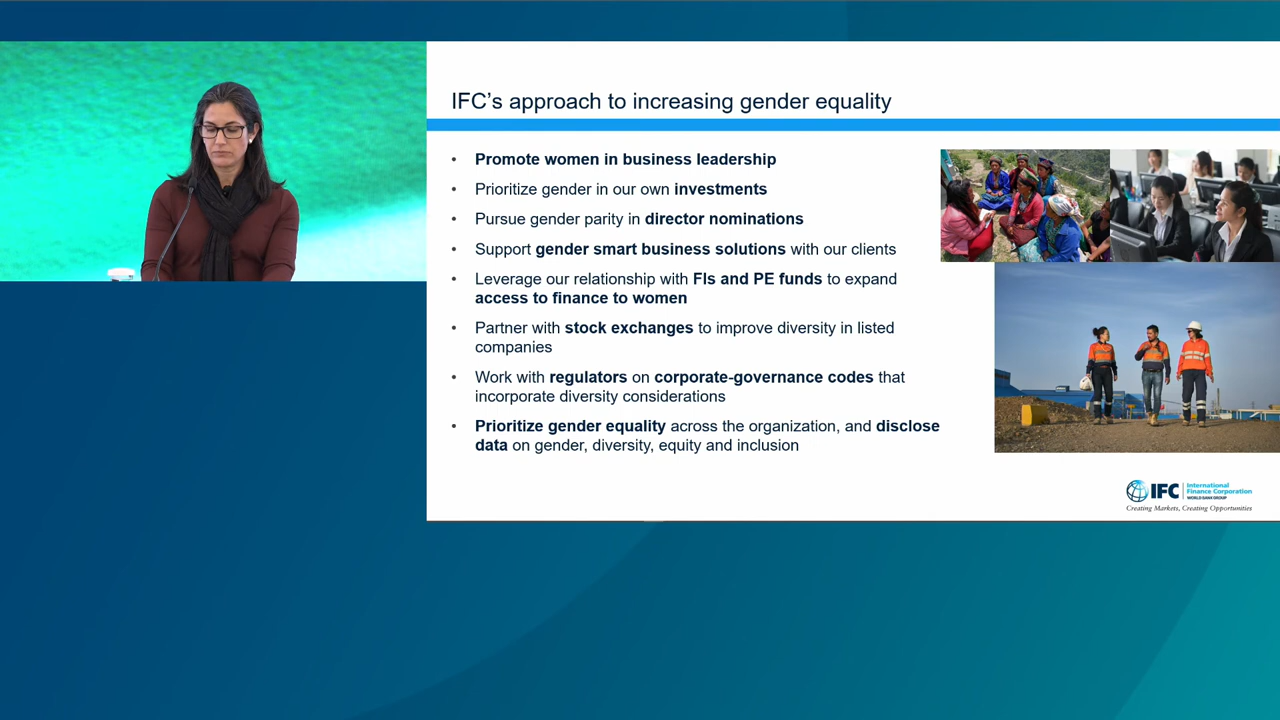 IFC's approach to increasing gender equality
• Promote women in business leadership
• Prioritize gender in our own investments
• Pursue gender parity in director nominations
• Support gender smart business solutions with our clients
• Leverage our relationship with FIs and PE funds to expand
access to finance to women
• Partner with stock exchanges to improve diversity in listed
companies
• Work with regulators on corporate-governance codes that
incorporate diversity considerations
• Prioritize gender equality across the organization, and disclose
data on gender, diversity, equity and inclusion
IFC
International
Finance Corporation
WORLD BANK GROUP
Creating Markets, Creating Opportunities